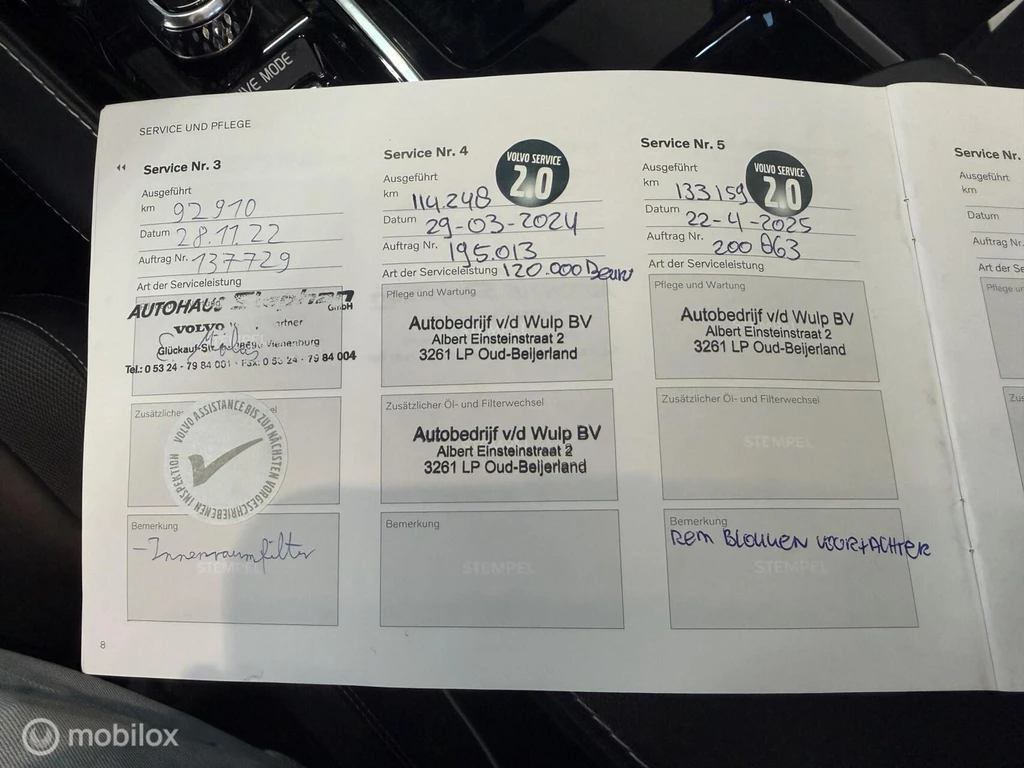 VE MODE
SERVICE UND PFLEGE
Service Nr. 3
Ausgeführt
km 92910
Datum 28.11.22
Auftrag Nr. 137729
Art der Serviceleistung
AUTOHAUS
GmbH
VOLVO
Glückauf-Str.
Vienenburg
Tel.: 0 53 24 - 79 84 001 - Fax: 0 53 24 - 79 84 004
Zusätzlicher
VOLVO ASSISTANCE BIS ZUR NÄCHSTEN VORGESCHRIEBENEN INSPEKTION
Bemerkung
-Innenraumfilter
STEMPEL
8
Service Nr. 4
VOLVO SERVICE
2.0
Ausgeführt
km 114.248
Datum 29-03-2024
Auftrag Nr. 195.013
Art der Serviceleistung 120.000
Pflege und Wartung
Autobedrijf v/d Wulp BV
Albert Einsteinstraat 2
3261 LP Oud-Beijerland
Zusätzlicher Öl- und Filterwechsel
Autobedrijf v/d Wulp BV
Albert Einsteinstraat 2
3261 LP Oud-Beijerland
Bemerkung
STEMPEL
Service Nr. 5
VOLVO SERVICE
2.0
Ausgeführt
km 133159
Datum 22-4-2025
Auftrag Nr. 200863
Art der Serviceleistung
Pflege und Wartung
Autobedrijf v/d Wulp BV
Albert Einsteinstraat 2
3261 LP Oud-Beijerland
Zusätzlicher Öl- und Filterwechsel
STEMPEL
Bemerkung
REM BLOKKEN VOOR+ACHTER
STEMPEL
Service Nr.
Ausgeführt
km
Datum
Auftrag Nr.
Art der Se
Pflege u
Zus
mobilox